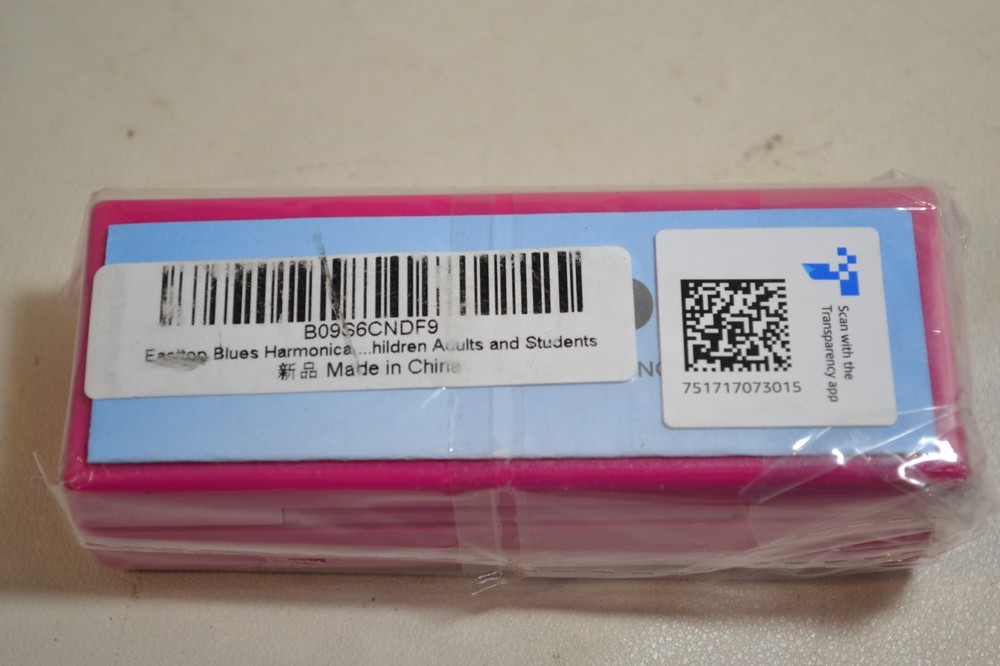 B09S6CNDF9
Easttop Blues Harmonica ...hildren Adults and Students
新品 Made in China
751717073015
Scan with the
Transparency app